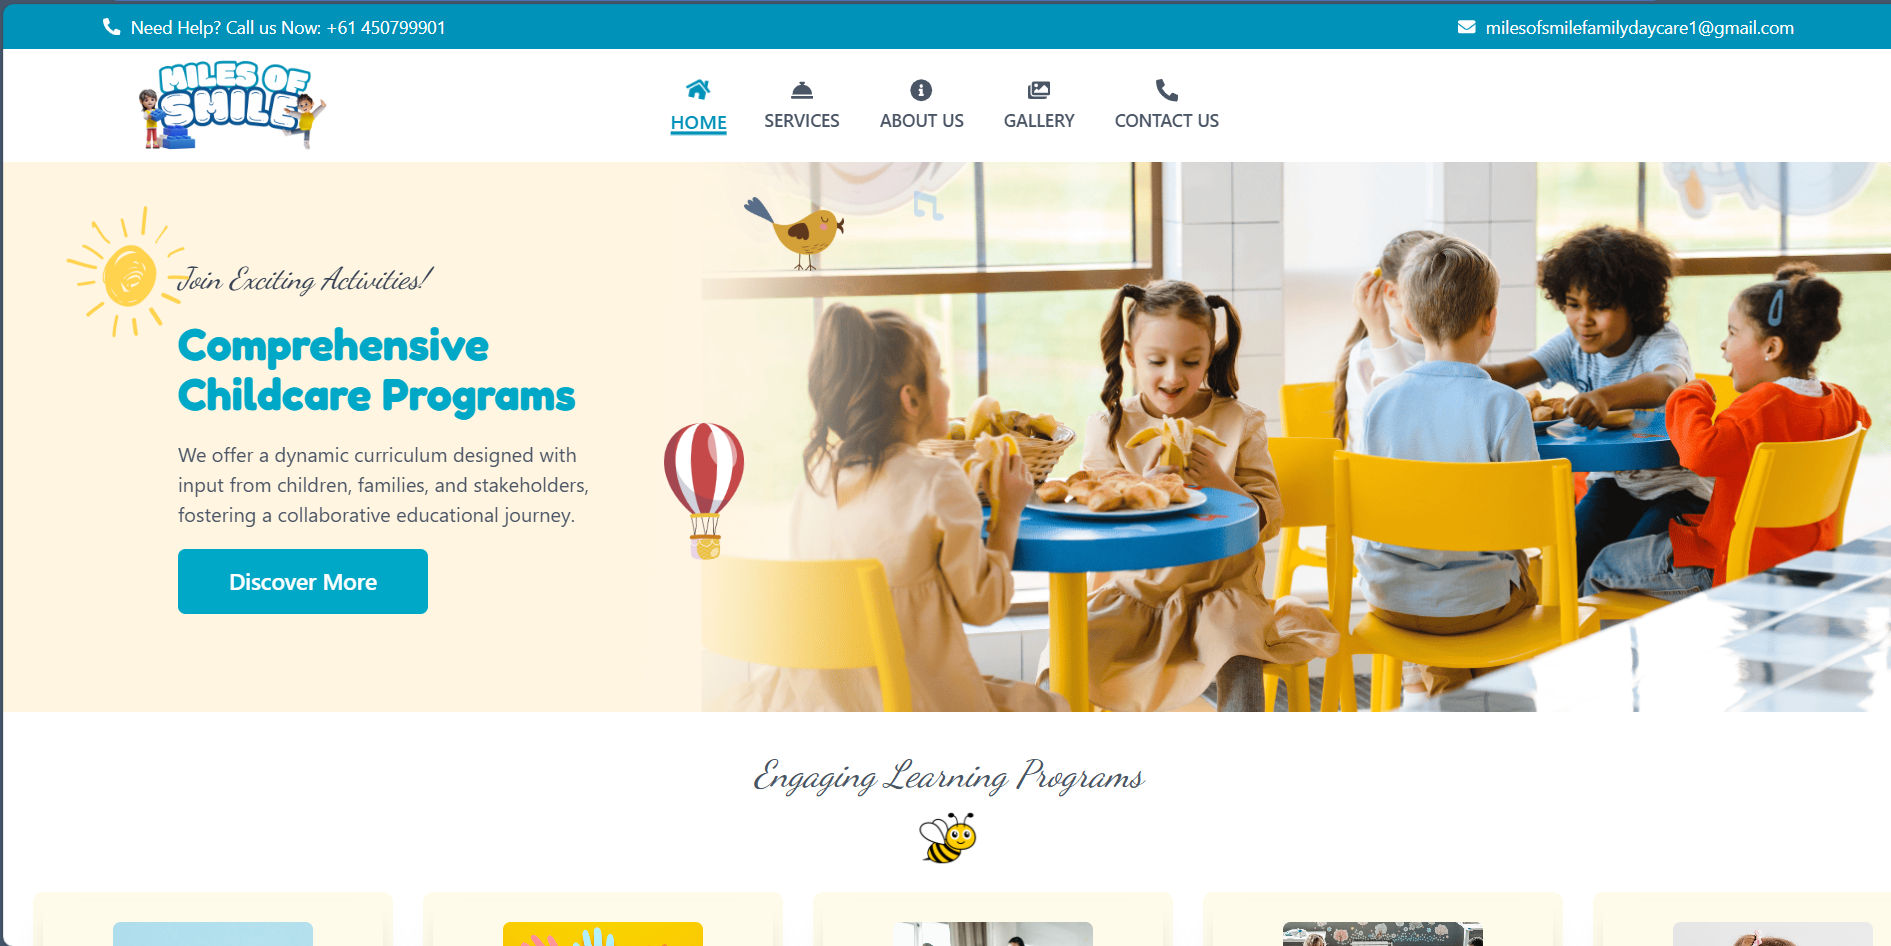 Need Help? Call us Now: +61 450799901
milesofsmilefamilydaycare1@gmail.com
MILES OF
SMILE
HOME
SERVICES
ABOUT US
GALLERY
CONTACT US
Join Exciting Activities!
Comprehensive
Childcare Programs
We offer a dynamic curriculum designed with
input from children, families, and stakeholders,
fostering a collaborative educational journey.
Discover More
Engaging Learning Programs